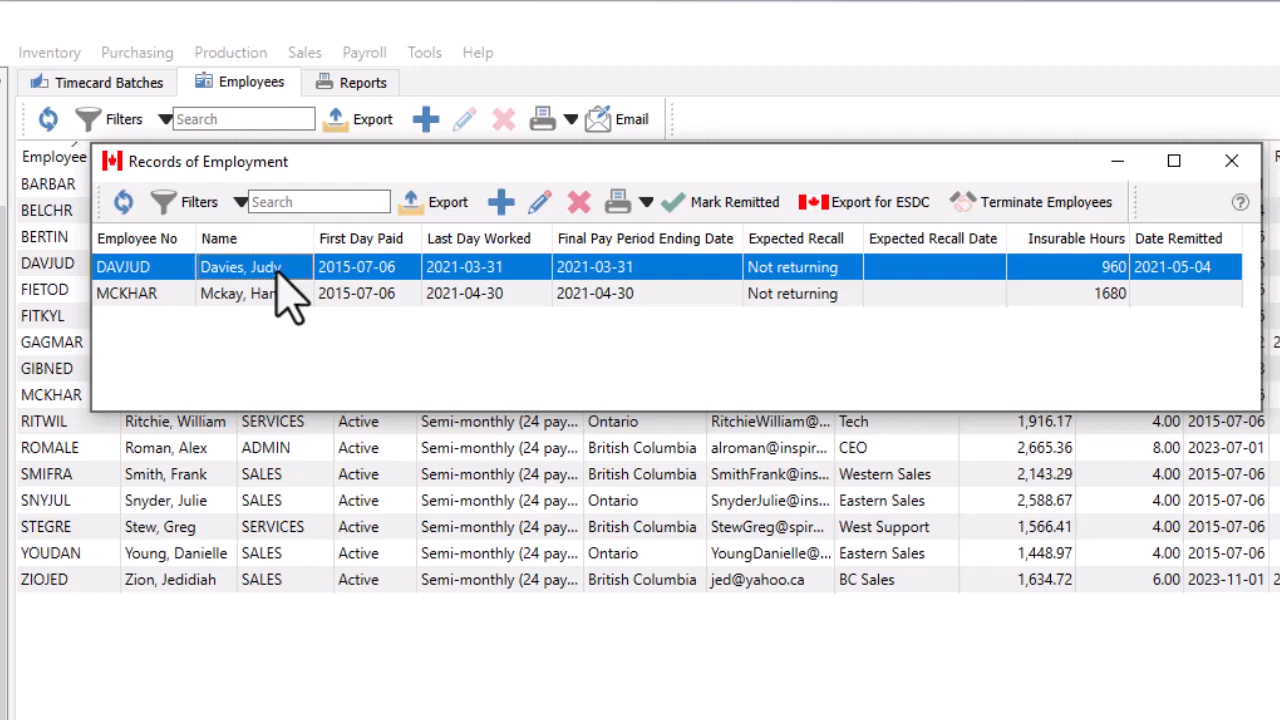 Inventory Purchasing Production Sales Payroll Tools Help
Timecard Batches Employees Reports
Filters Search Export Email
Employee
Records of Employment
BARBAR
Filters Search Export Mark Remitted Export for ESDC Terminate Employees
BELCHR
Employee No Name First Day Paid Last Day Worked Final Pay Period Ending Date Expected Recall Expected Recall Date Insurable Hours Date Remitted
BERTIN
DAVJUD
DAVJUD Davies, Judy 2015-07-06 2021-03-31 2021-03-31 Not returning 960 2021-05-04
FIETOD
MCKHAR Mckay, 2015-07-06 2021-04-30 2021-04-30 Not returning 1680
FITKYL
GAGMAR
GIBNED
MCKHAR
RITWIL Ritchie, William SERVICES Active Semi-monthly (24 pay... Ontario RitchieWilliam@... Tech 1,916.17 4.00 2015-07-06
ROMALE Roman, Alex ADMIN Active Semi-monthly (24 pay... British Columbia alroman@inspir... CEO 2,665.36 8.00 2023-07-01
SMIFRA Smith, Frank SALES Active Semi-monthly (24 pay... British Columbia SmithFrank@ins... Western Sales 2,143.29 4.00 2015-07-06
SNYJUL Snyder, Julie SALES Active Semi-monthly (24 pay... Ontario SnyderJulie@ins... Eastern Sales 2,588.67 4.00 2015-07-06
STEGRE Stew, Greg SERVICES Active Semi-monthly (24 pay... British Columbia StewGreg@spir... West Support 1,566.41 4.00 2015-07-06
YOUDAN Young, Danielle SALES Active Semi-monthly (24 pay... Ontario YoungDanielle@... Eastern Sales 1,448.97 4.00 2015-07-06
ZIOJED Zion, Jedidiah SALES Active Semi-monthly (24 pay... British Columbia jed@yahoo.ca BC Sales 1,634.72 6.00 2023-11-01